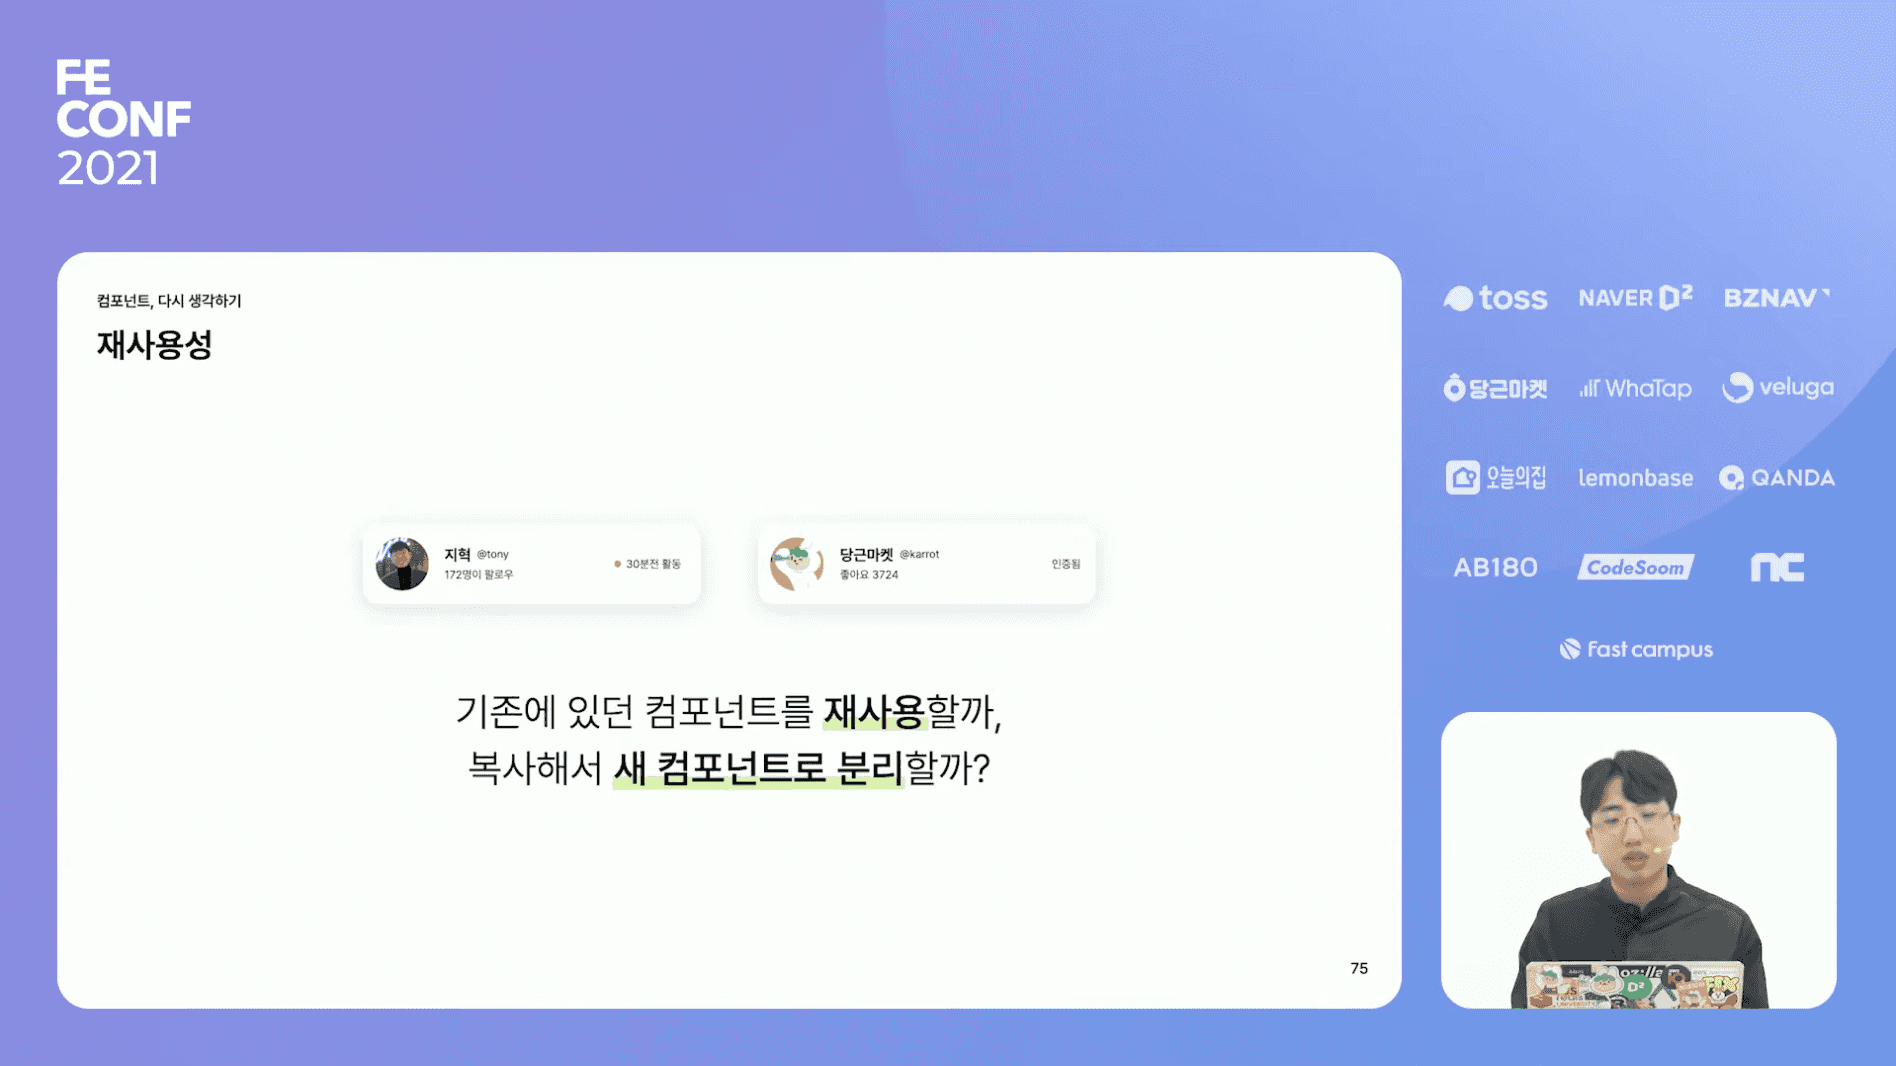 FE
CONF
2021
컴포넌트, 다시 생각하기
재사용성
지혁 @tony
172명이 팔로우
30분전 활동
당근마켓 @karrot
좋아요 3724
인증됨
기존에 있던 컴포넌트를 재사용할까,
복사해서 새 컴포넌트로 분리할까?
75
toss NAVER D2 BZNAV
당근마켓 WhaTap veluga
오늘의집 lemonbase QANDA
AB180 CodeSoom nc
Fast campus
D2